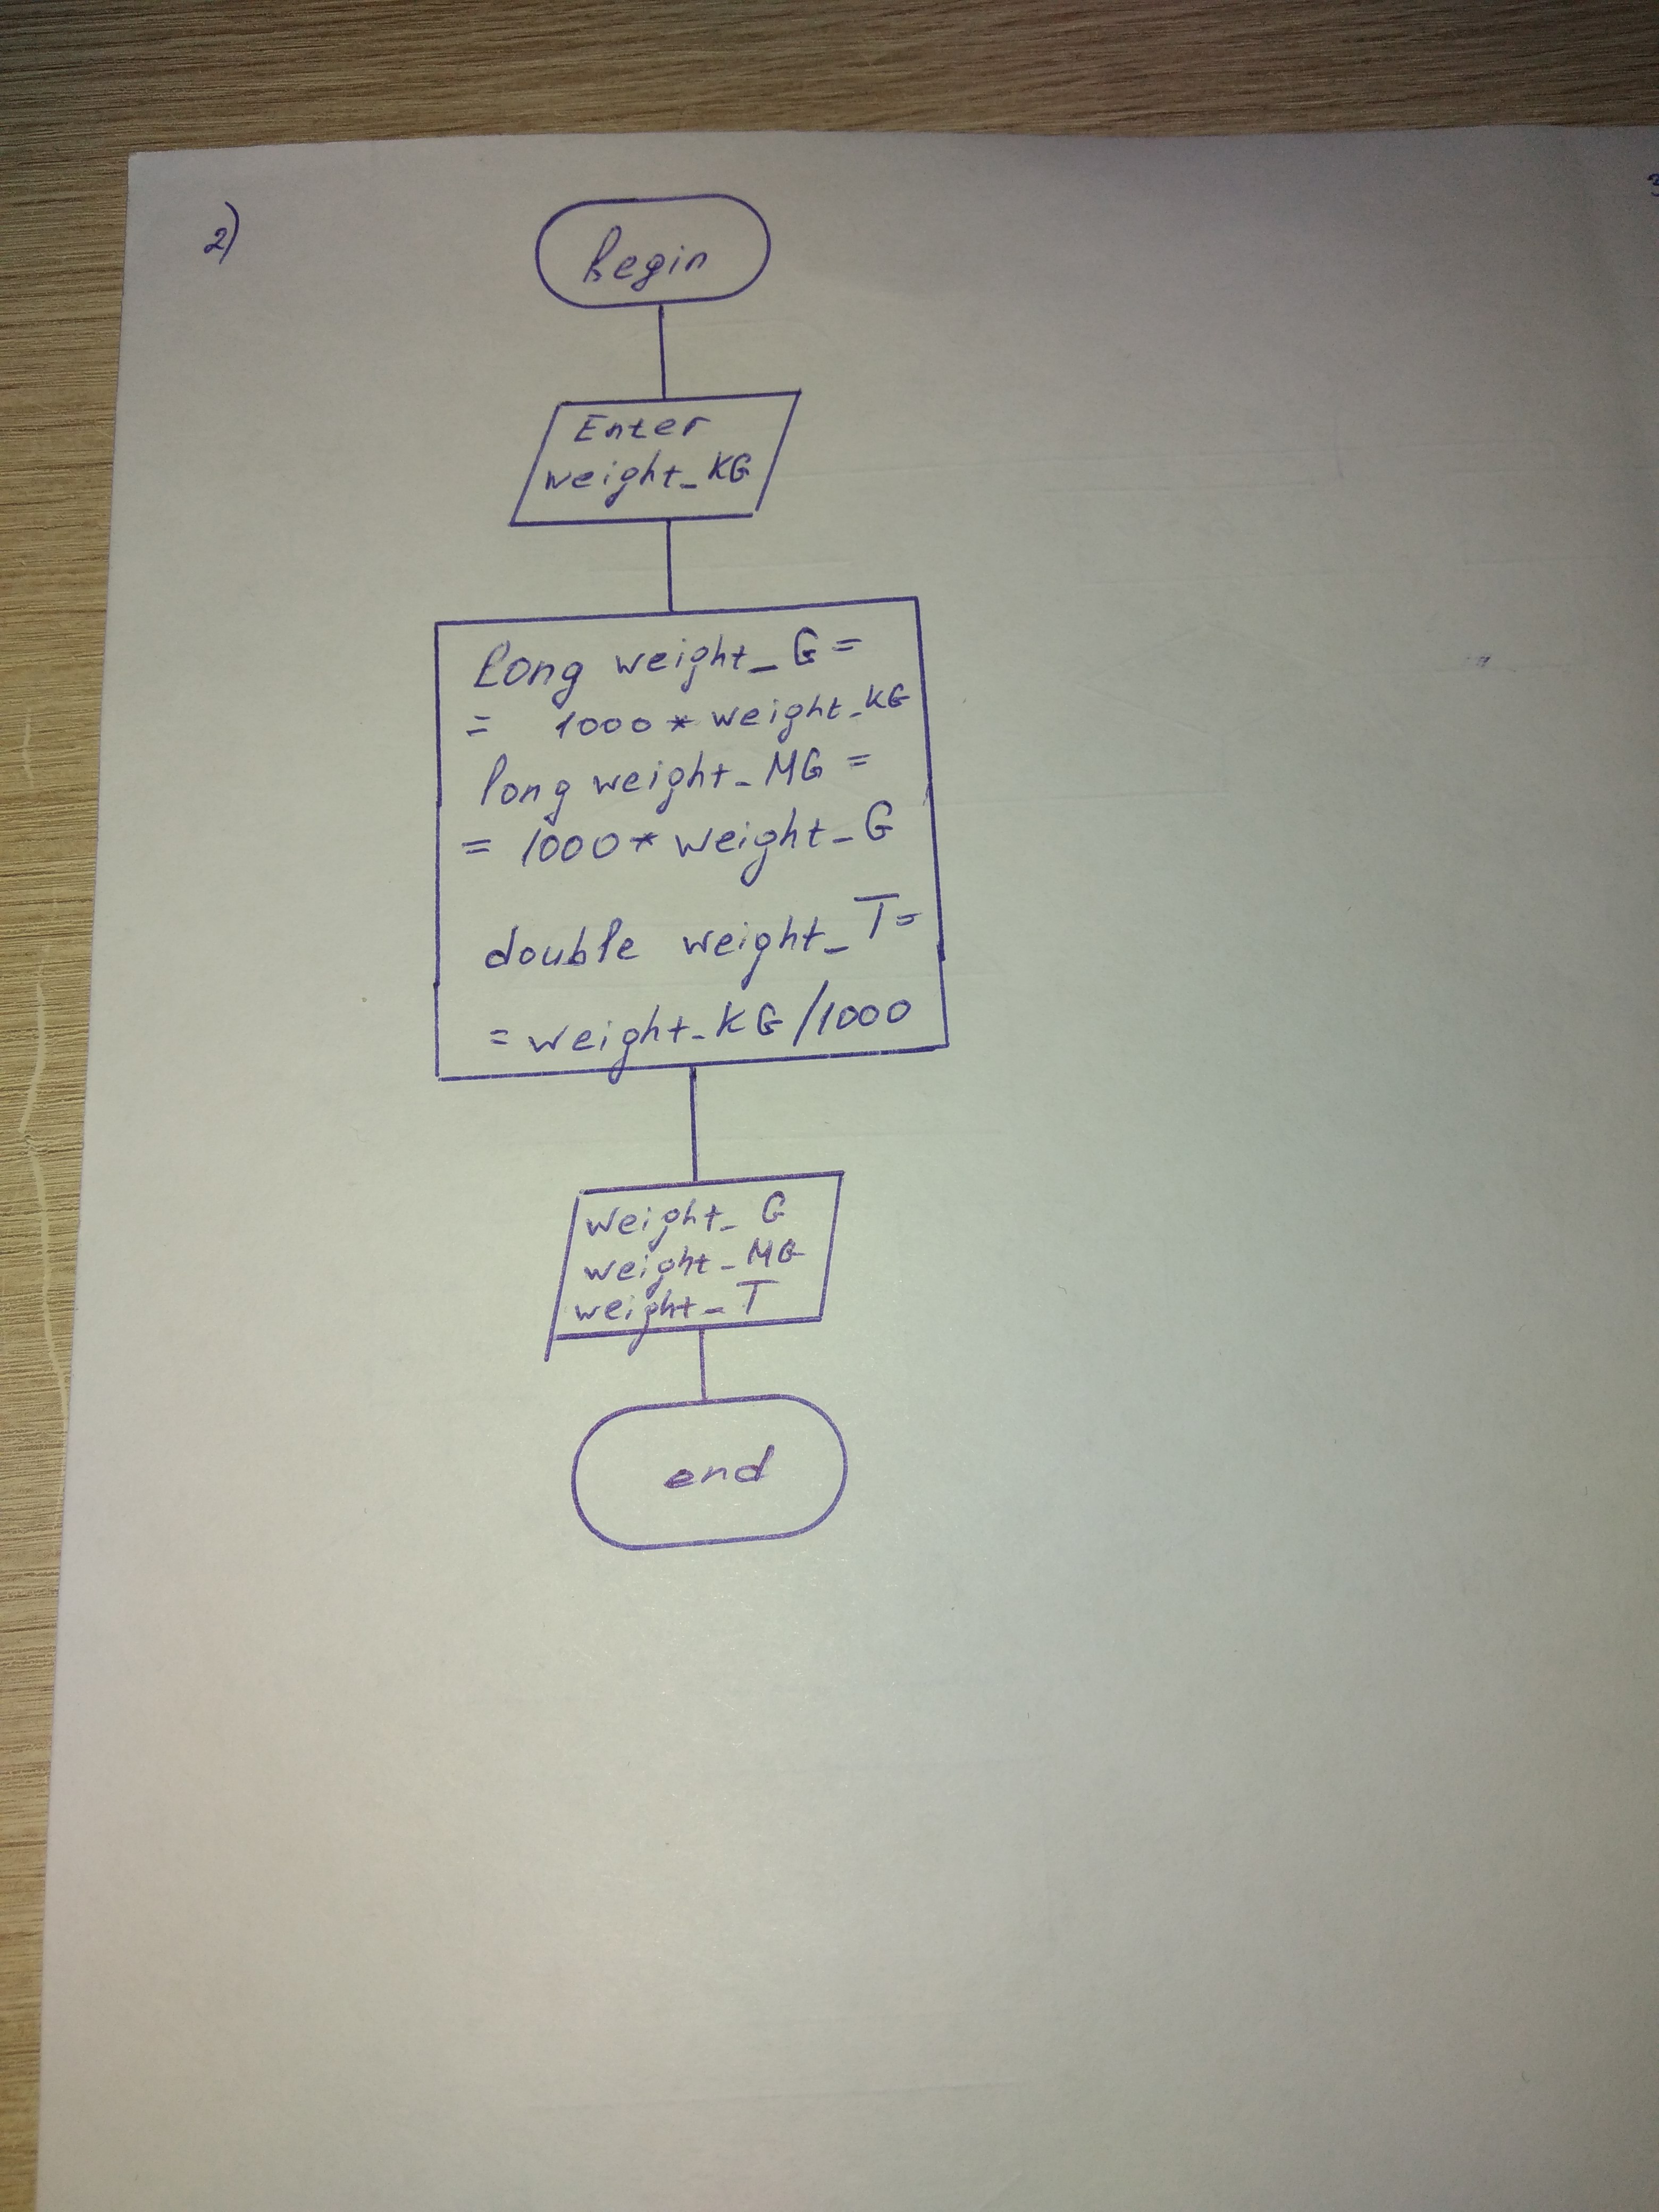 2)
begin
Enter
weight_KG
long weight_G =
= 1000 * weight_KG
long weight_MG =
= 1000 * weight_G
double weight_T=
= weight_KG/1000
weight_G
weight_MG
weight_T
end